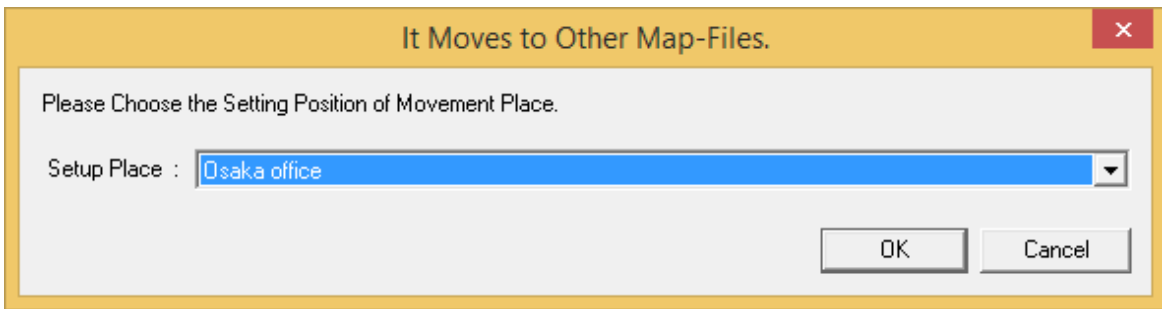 It Moves to Other Map-Files.
Please Choose the Setting Position of Movement Place.
Setup Place : Osaka office
OK Cancel